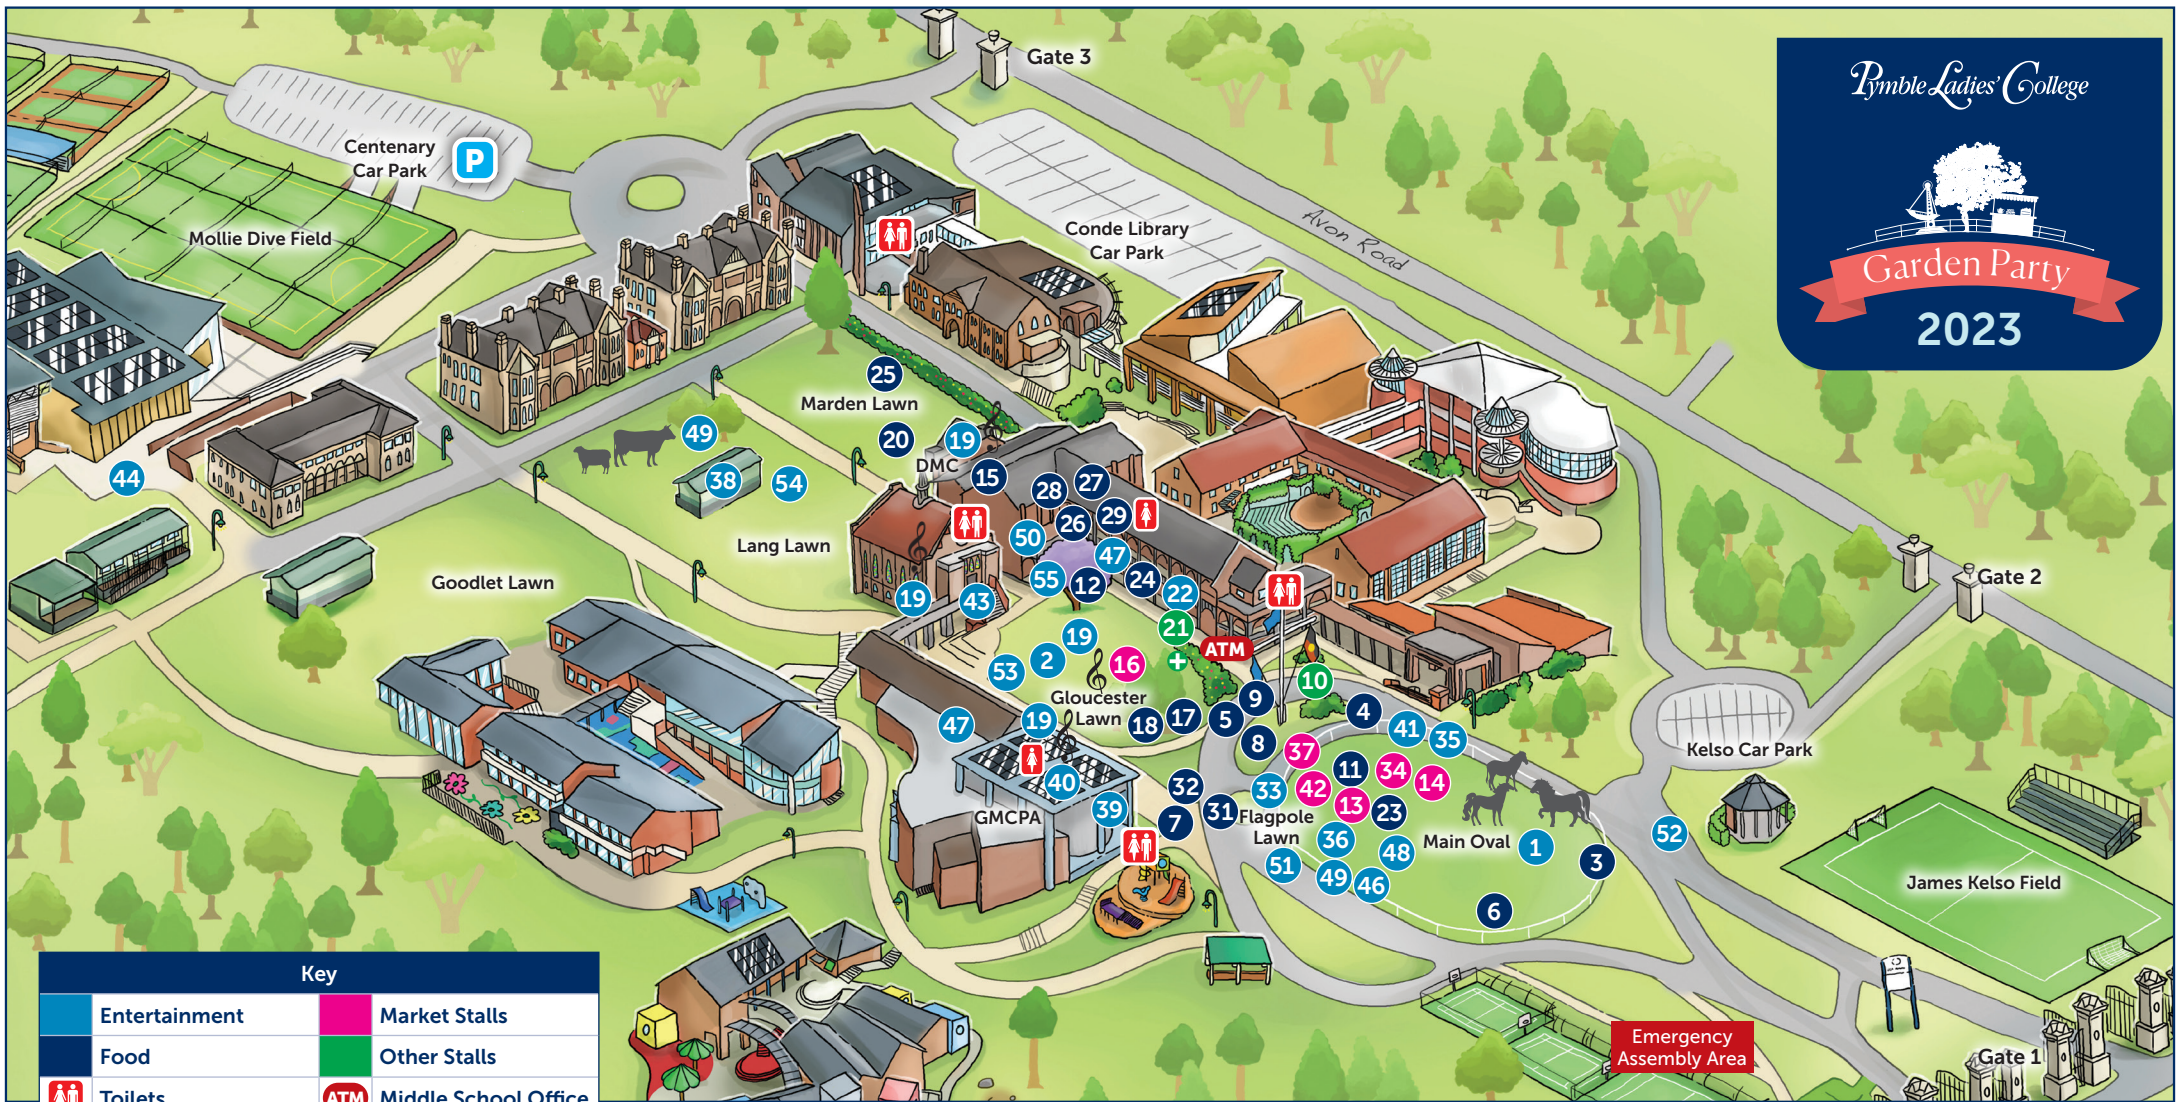 Gate 3
Pymble Ladies' College
Garden Party
2023
Centenary
Car Park
P
Mollie Dive Field
Conde Library
Car Park
Avon Road
25
Marden Lawn
20
19
DMC
49
38
54
44
15
28
27
26
29
50
47
55
12
24
22
Lang Lawn
Goodlet Lawn
19
43
21
ATM
Gate 2
19
2
53
16
10
Gloucester
Lawn
9
4
18
17
5
8
47
19
41
35
37
11
34
14
Kelso Car Park
40
39
GMCPA
32
31
7
33
42
13
23
Flagpole
Lawn
36
48
Main Oval
1
3
52
51
49
46
6
James Kelso Field
Key
Entertainment
Market Stalls
Food
Other Stalls
Toilets
ATM
Middle School Office
Emergency
Assembly Area
Gate 1